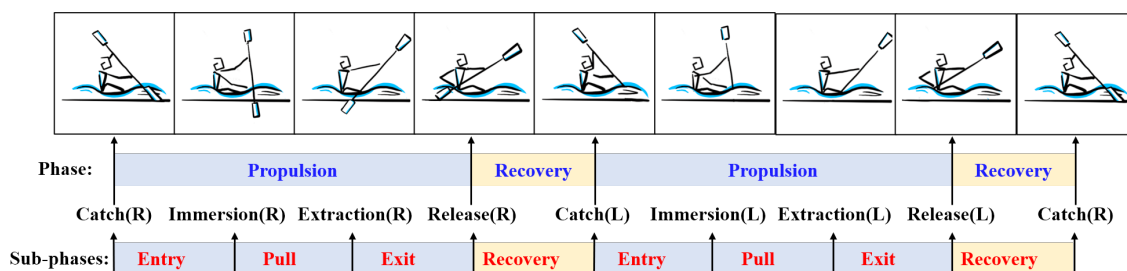 Phase: Propulsion Recovery Propulsion Recovery
Catch(R) Immersion(R) Extraction(R) Release(R) Catch(L) Immersion(L) Extraction(L) Release(L) Catch(R)
Sub-phases: Entry Pull Exit Recovery Entry Pull Exit Recovery